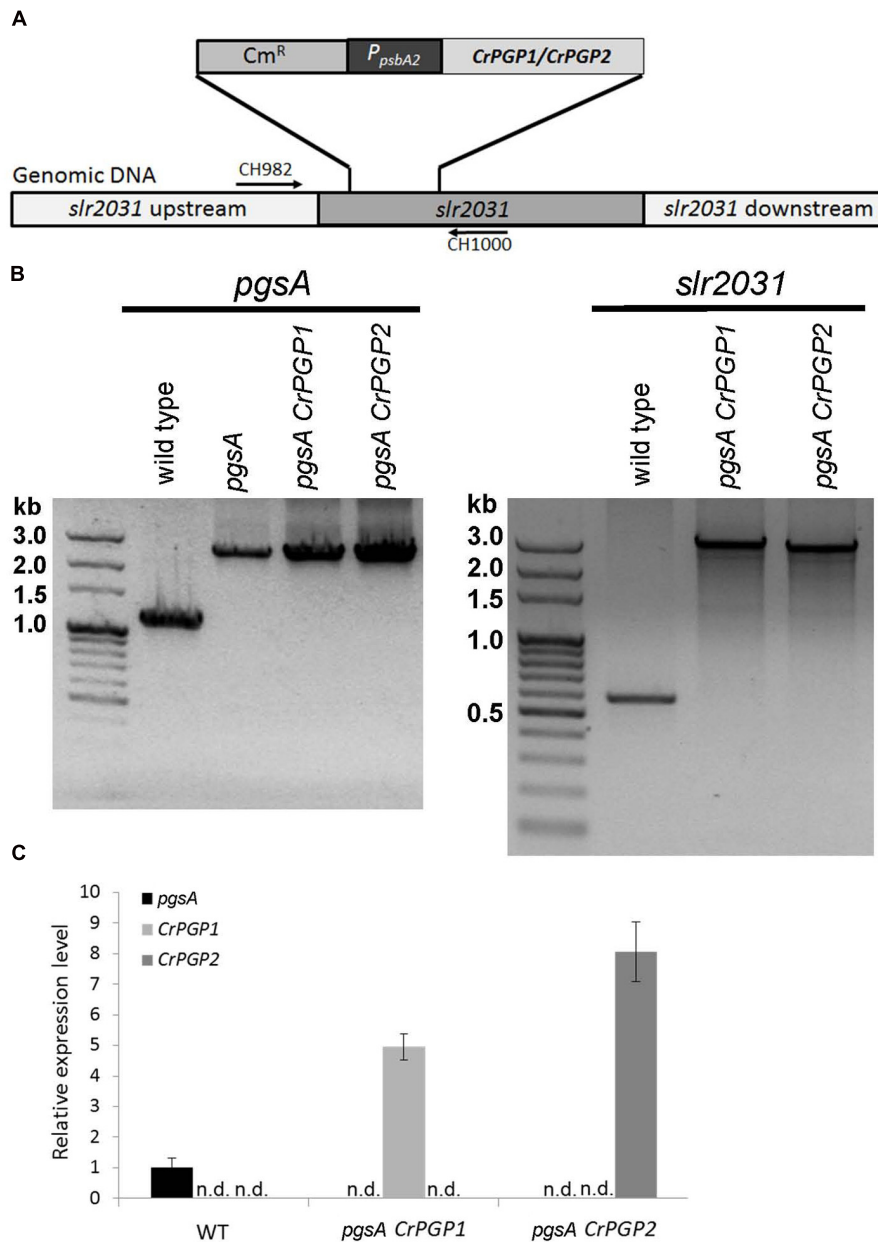 A
Cm^R P_psbA2 CrPGP1/CrPGP2
Genomic DNA
CH982
slr2031 upstream slr2031 slr2031 downstream
CH1000
B
pgsA
wild type
pgsA
pgsA CrPGP1
pgsA CrPGP2
kb
3.0
2.0
1.5
1.0
slr2031
wild type
pgsA CrPGP1
pgsA CrPGP2
kb
3.0
2.0
1.5
1.0
0.5
C
Relative expression level
10
9
8
7
6
5
4
3
2
1
0
pgsA
CrPGP1
CrPGP2
n.d. n.d.
n.d. n.d.
n.d. n.d.
WT
pgsA CrPGP1
pgsA CrPGP2